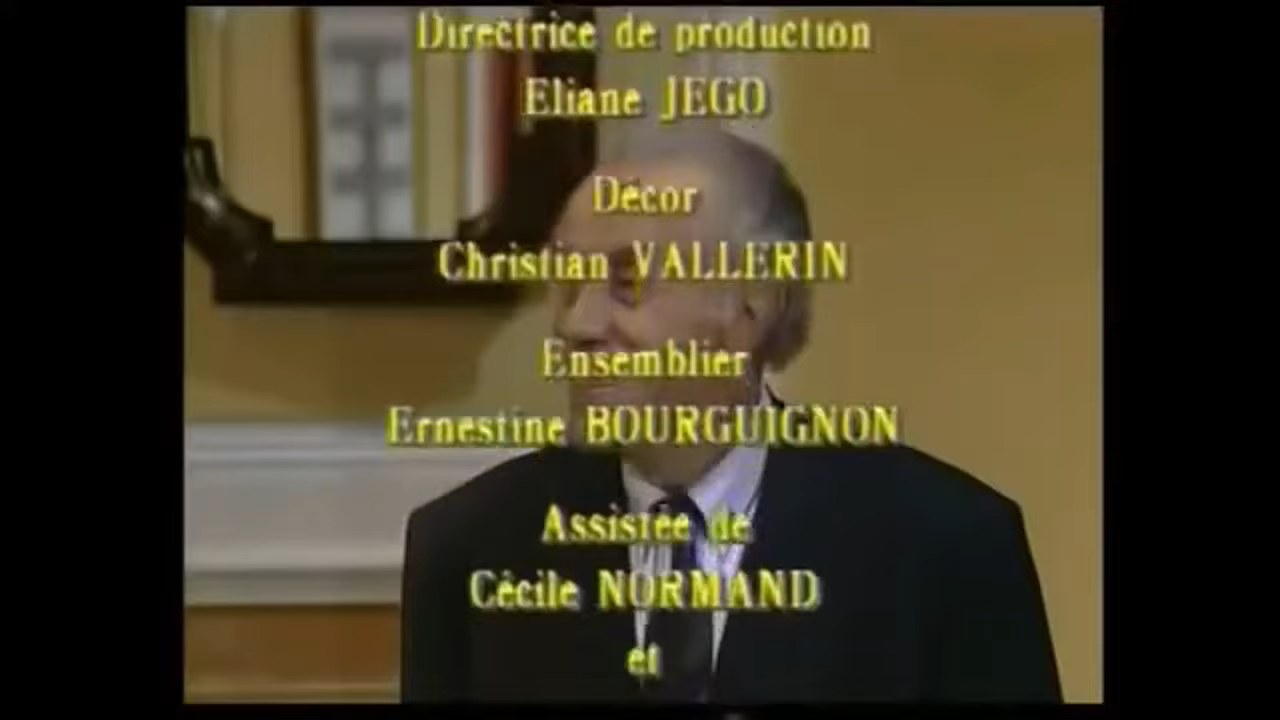 Directrice de production
Eliane JEGO
Décor
Christian VALLERIN
Ensemblier
Ernestine BOURGUIGNON
Assistée de
Cécile NORMAND
et